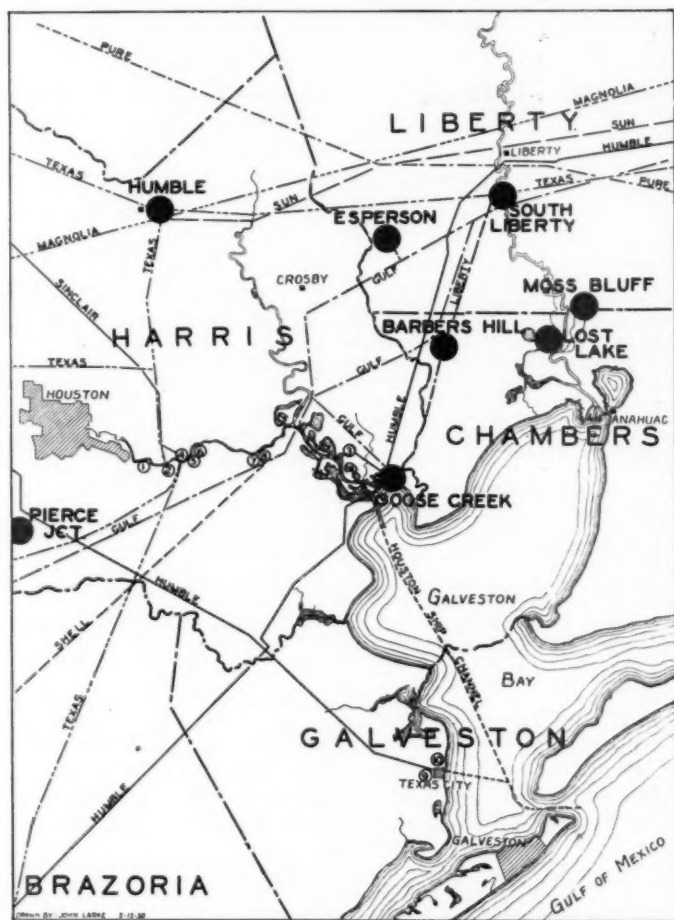 PURE
MAGNOLIA
LIBERTY
SUN
LIBERTY
HUMBLE
TEXAS
HUMBLE
TEXAS
PURE
SUN
ESPERSON
SOUTH
LIBERTY
MAGNOLIA
TEXAS
GULF
SINCLAIR
CROSBY
LIBERTY
MOSS BLUFF
HARRIS
BARBERS HILL
LOST
LAKE
TEXAS
GULF
HUMBLE
HOUSTON
ANAHUAC
GULF
CHAMBERS
GOOSE CREEK
PIERCE
JCT.
GULF
HOUSTON SHIP CHANNEL
HUMBLE
GALVESTON
BAY
SHELL
TEXAS
GALVESTON
TEXAS CITY
HUMBLE
GALVESTON
GULF OF MEXICO
BRAZORIA
DRAWN BY - JOHN LARKE